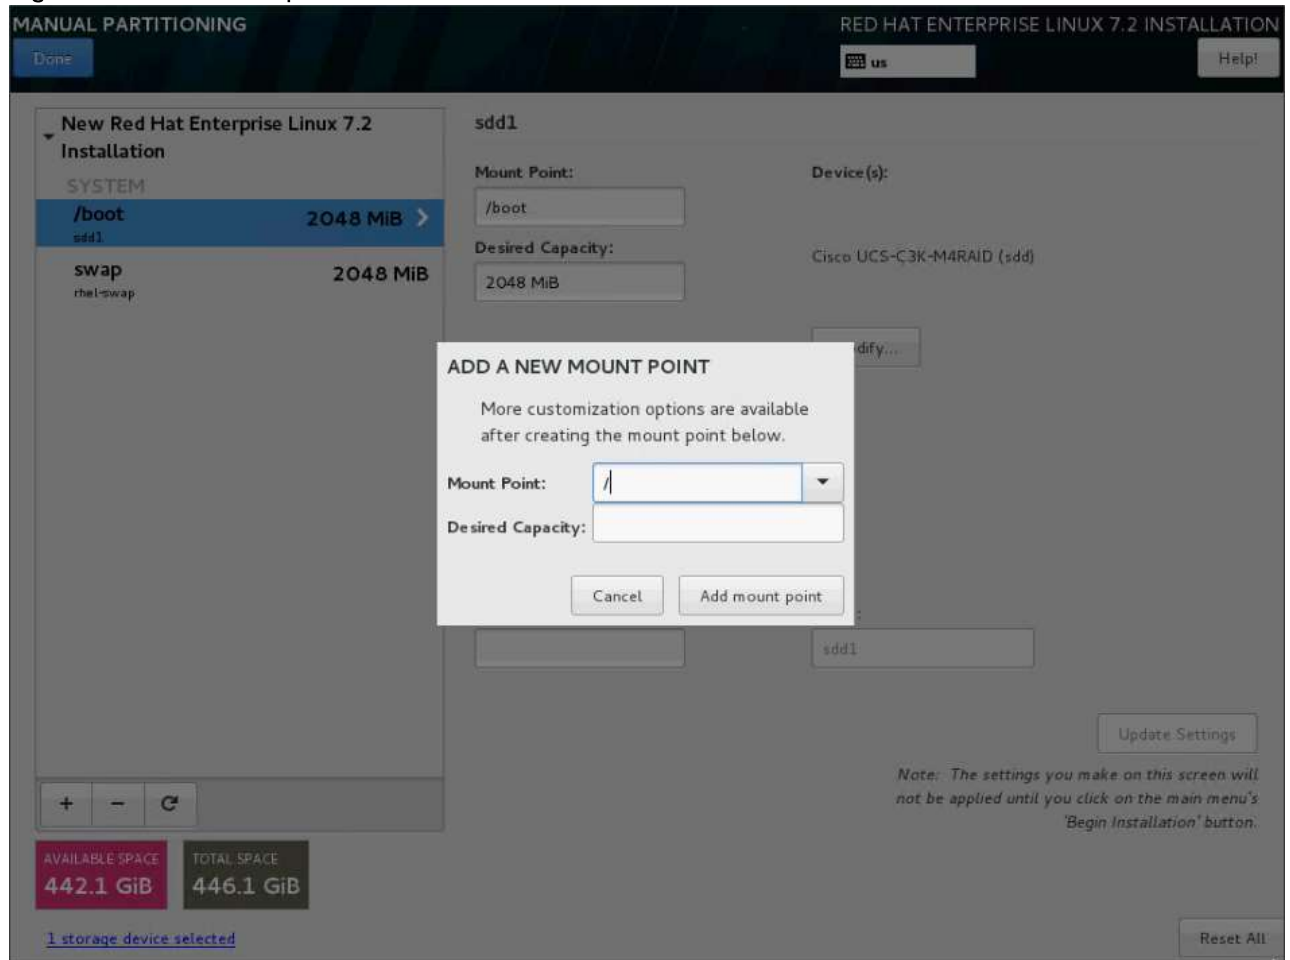 MANUAL PARTITIONING
RED HAT ENTERPRISE LINUX 7.2 INSTALLATION
Done
us
Help!
New Red Hat Enterprise Linux 7.2
Installation
SYSTEM
/boot
2048 MiB
sdd1
swap
2048 MiB
rhel-swap
sdd1
Mount Point:
Device(s):
/boot
Desired Capacity:
Cisco UCS-C3K-M4RAID (sdd)
2048 MiB
dify...
ADD A NEW MOUNT POINT
More customization options are available
after creating the mount point below.
Mount Point:
/
Desired Capacity:
Cancel
Add mount point
:
sdd1
Update Settings
Note: The settings you make on this screen will
not be applied until you click on the main menu's
'Begin Installation' button.
+ − 
AVAILABLE SPACE
442.1 GiB
TOTAL SPACE
446.1 GiB
1 storage device selected
Reset All